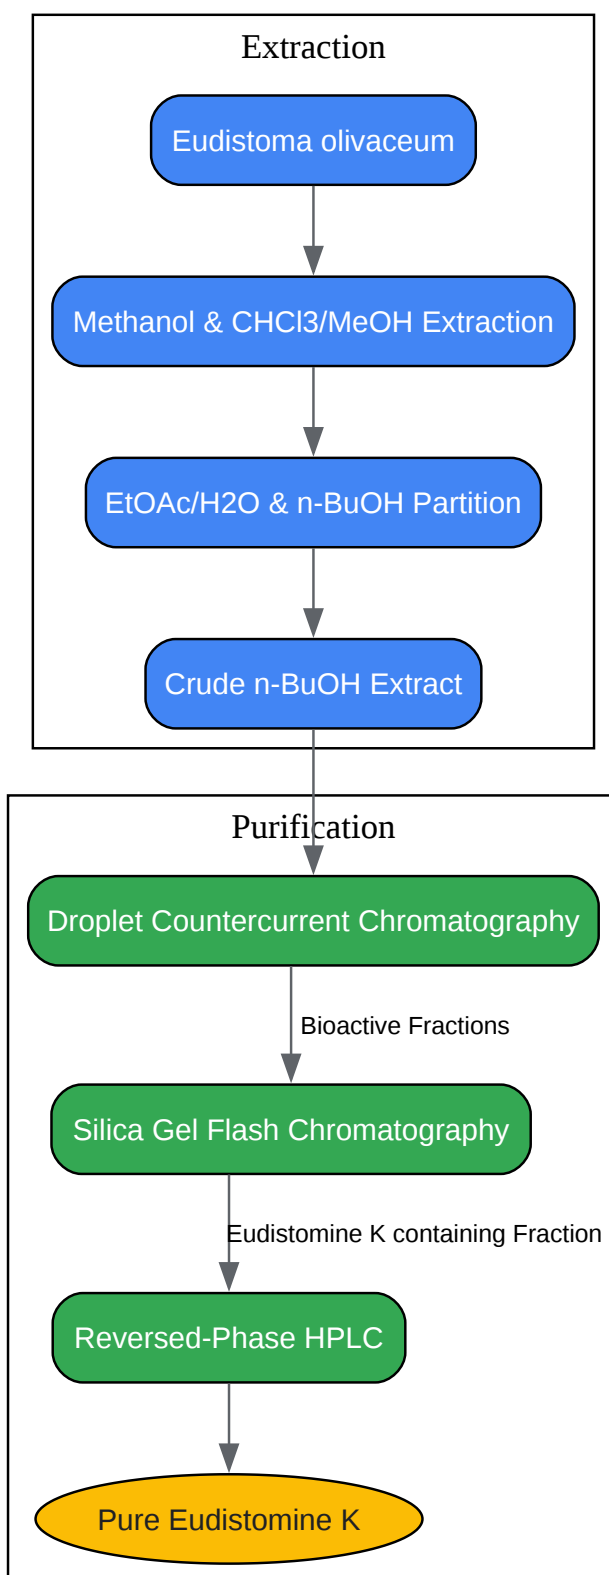 Extraction
Eudistoma olivaceum
Methanol & CHCl3/MeOH Extraction
EtOAc/H2O & n-BuOH Partition
Crude n-BuOH Extract
Purification
Droplet Countercurrent Chromatography
Bioactive Fractions
Silica Gel Flash Chromatography
Eudistomine K containing Fraction
Reversed-Phase HPLC
Pure Eudistomine K